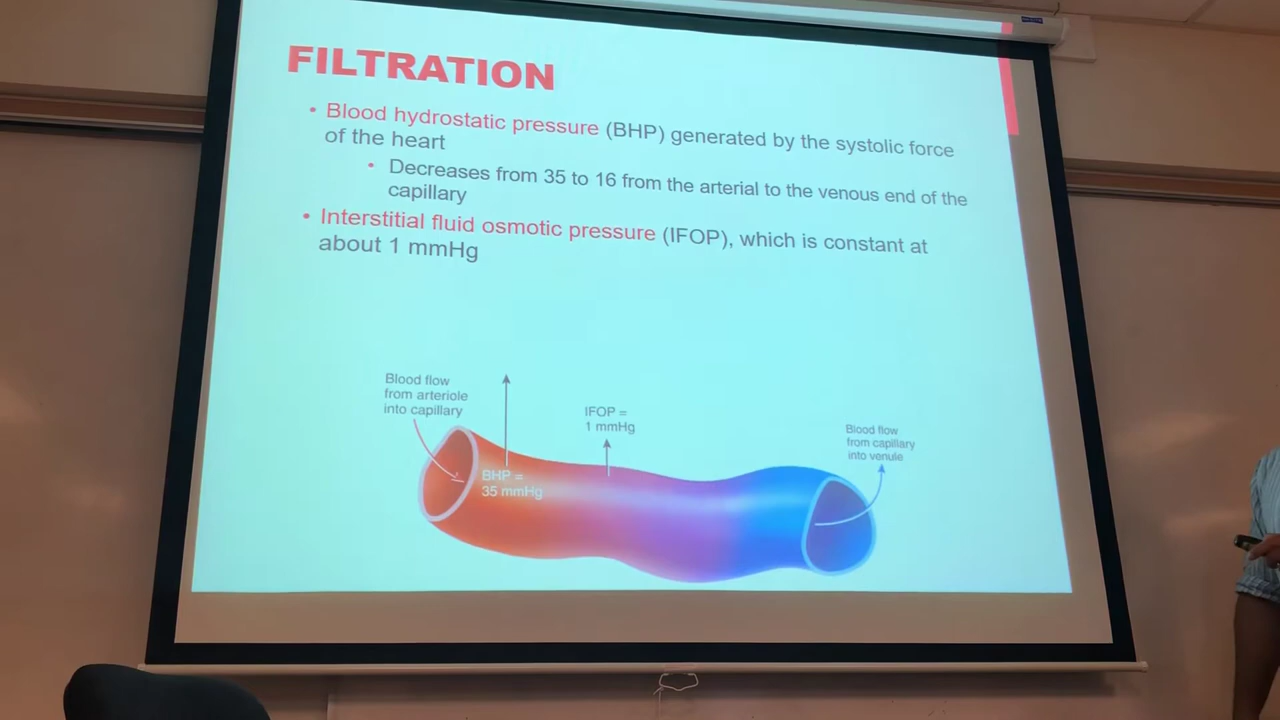 FILTRATION
• Blood hydrostatic pressure (BHP) generated by the systolic force
of the heart
• Decreases from 35 to 16 from the arterial to the venous end of the
capillary
• Interstitial fluid osmotic pressure (IFOP), which is constant at
about 1 mmHg
Blood flow
from arteriole
into capillary
BHP =
35 mmHg
IFOP =
1 mmHg
Blood flow
from capillary
into venule